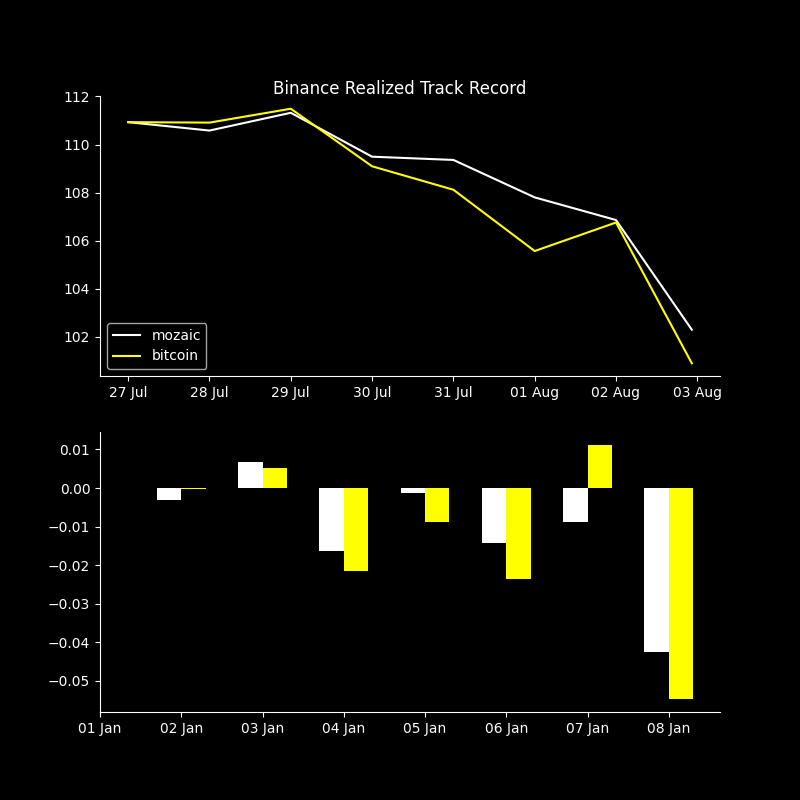 Binance Realized Track Record
112
110
108
106
104
102
mozaic
bitcoin
27 Jul 28 Jul 29 Jul 30 Jul 31 Jul 01 Aug 02 Aug 03 Aug
0.01
0.00
−0.01
−0.02
−0.03
−0.04
−0.05
01 Jan 02 Jan 03 Jan 04 Jan 05 Jan 06 Jan 07 Jan 08 Jan